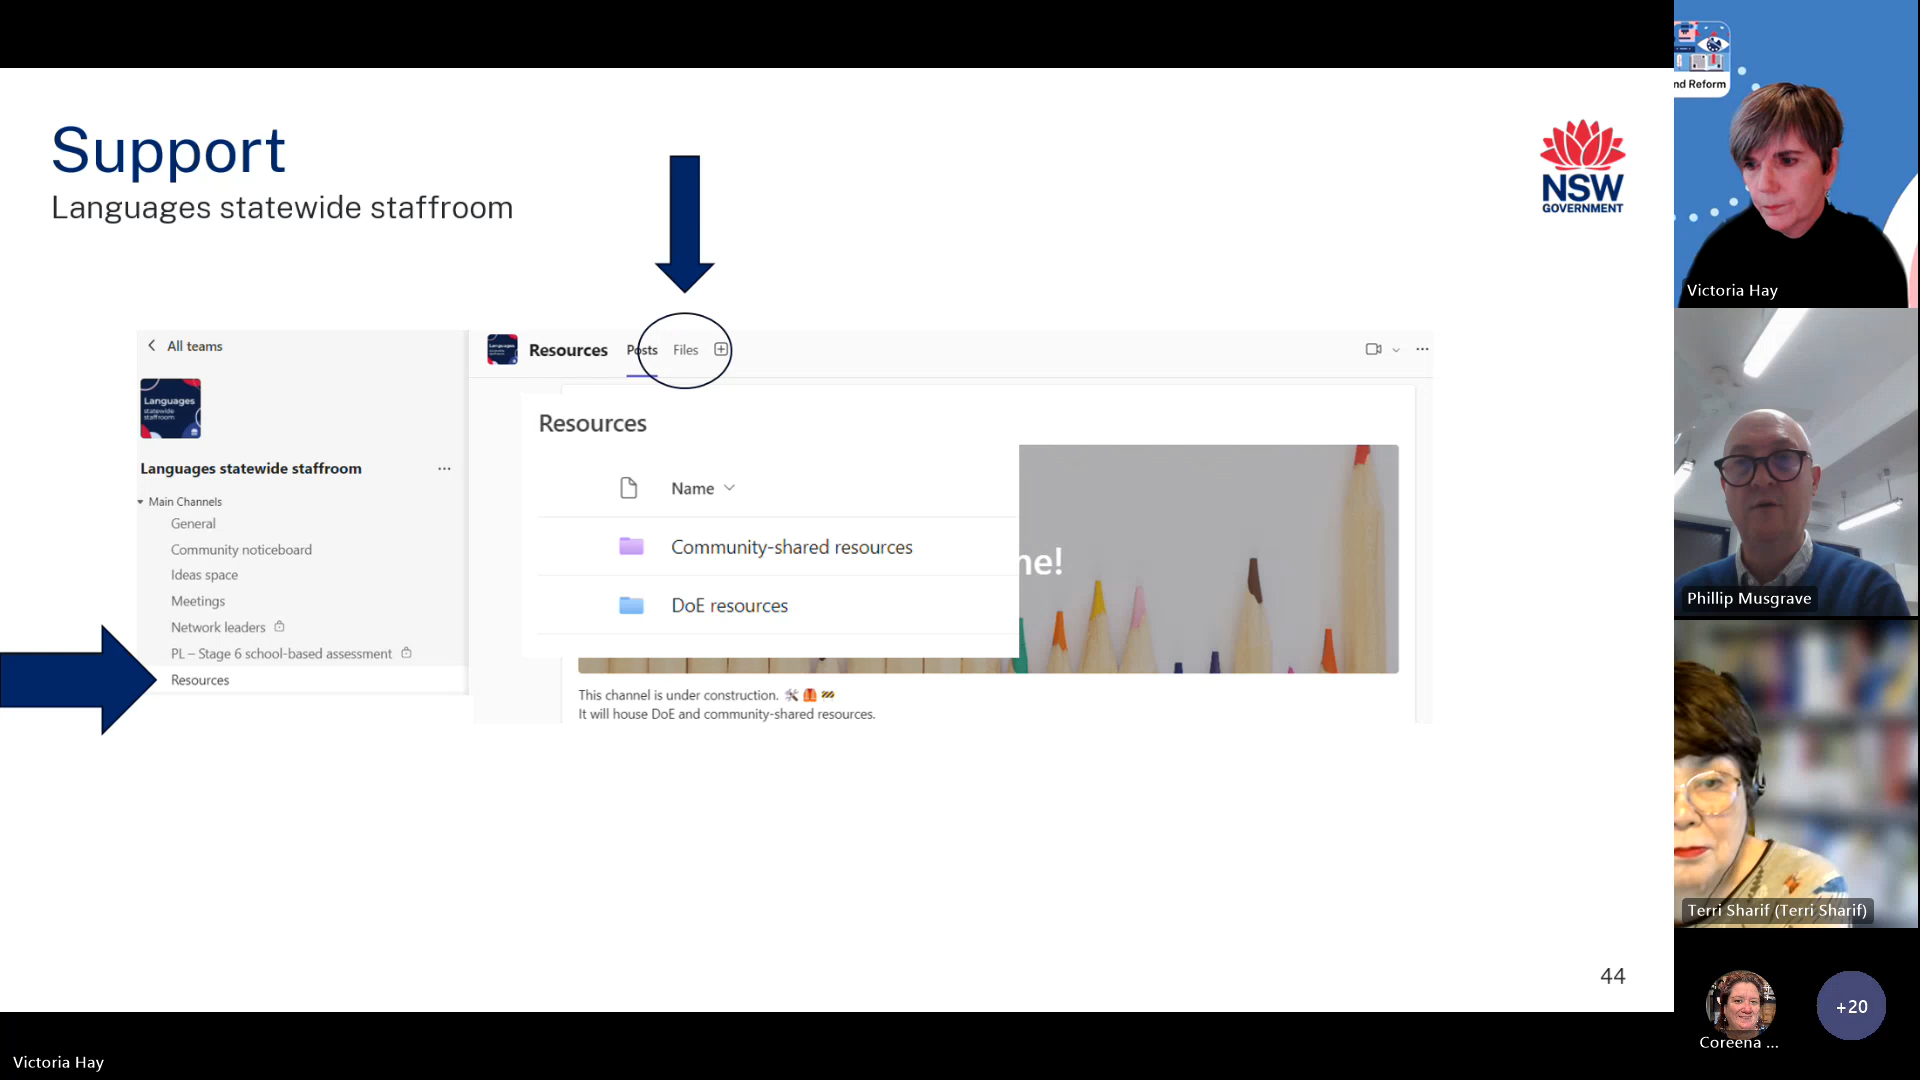 Support
Languages statewide staffroom
NSW
GOVERNMENT
All teams
Languages
statewide
staffroom
Languages statewide staffroom
Main Channels
General
Community noticeboard
Ideas space
Meetings
Network leaders
PL – Stage 6 school-based assessment
Resources
Resources Posts Files
Resources
Name
Community-shared resources
DoE resources
ne!
This channel is under construction.
It will house DoE and community-shared resources.
44
Victoria Hay
nd Reform
Victoria Hay
Phillip Musgrave
Terri Sharif (Terri Sharif)
Coreena ...
+20